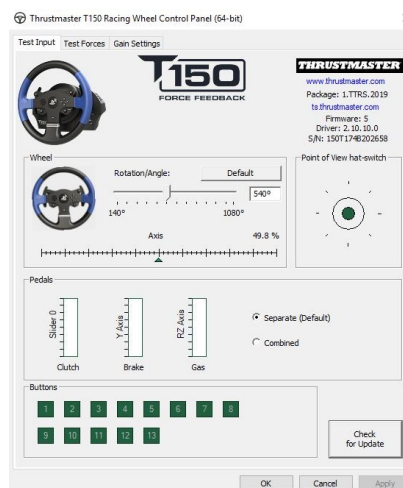 Thrustmaster T150 Racing Wheel Control Panel (64-bit)
Test Input Test Forces Gain Settings
T150
FORCE FEEDBACK
THRUSTMASTER
www.thrustmaster.com
Package: 1.TTRS.2019
ts.thrustmaster.com
Firmware: 5
Driver: 2.10.10.0
S/N: 150T174B202658
Wheel
Rotation/Angle:
Default
540°
140°
1080°
Axis
49.8 %
Point of View hat-switch
Pedals
Slider 0
Y Axis
RZ Axis
Clutch
Brake
Gas
Separate (Default)
Combined
Buttons
1 2 3 4 5 6 7 8
9 10 11 12 13
Check
for Update
OK
Cancel
Apply